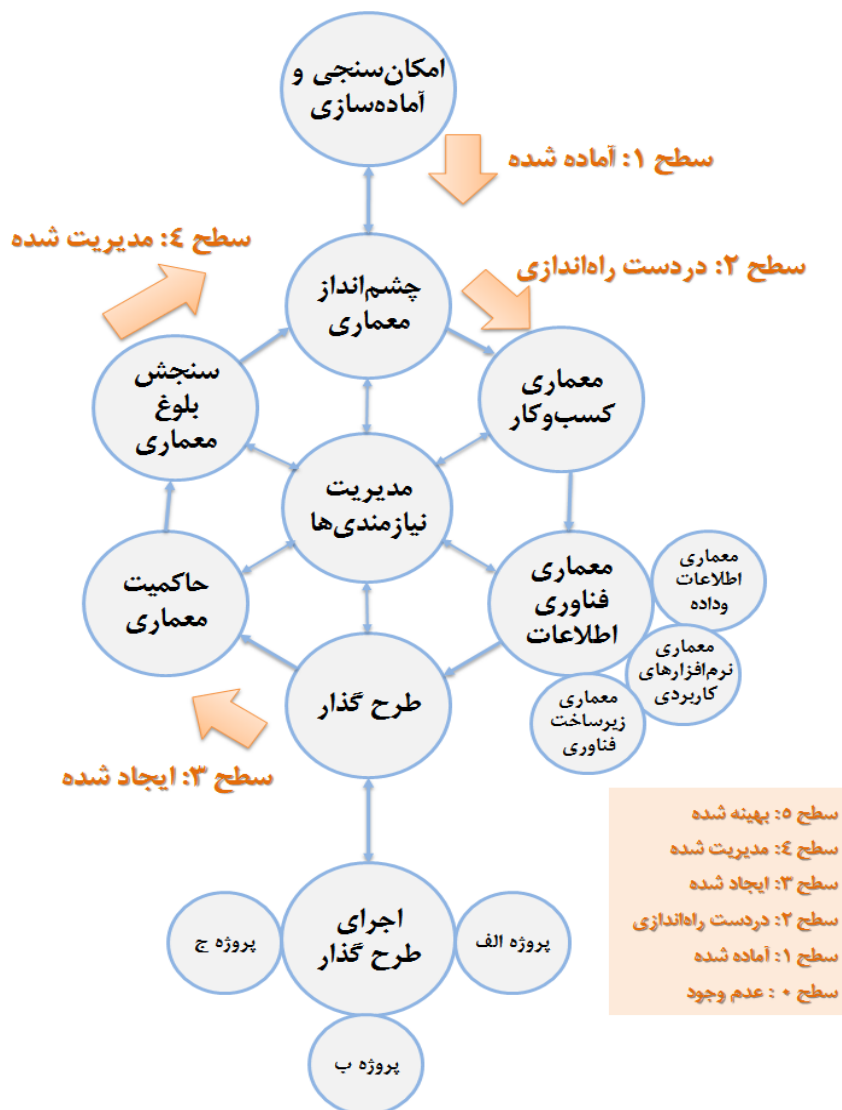 امکان‌سنجی و
آماده‌سازی
سطح ۱: آماده شده
سطح ۴: مدیریت شده
چشم‌انداز
معماری
سطح ۲: دردست راه‌اندازی
سنجش
بلوغ
معماری
معماری
کسب‌وکار
مدیریت
نیازمندی‌ها
حاکمیت
معماری
معماری
فناوری
اطلاعات
معماری
اطلاعات
وداده
معماری
نرم‌افزارهای
کاربردی
معماری
زیرساخت
فناوری
طرح گذار
سطح ۳: ایجاد شده
سطح ۵: بهینه شده
سطح ۴: مدیریت شده
سطح ۳: ایجاد شده
سطح ۲: دردست راه‌اندازی
سطح ۱: آماده شده
سطح ۰ : عدم وجود
اجرای
طرح گذار
پروژه الف
پروژه ج
پروژه ب